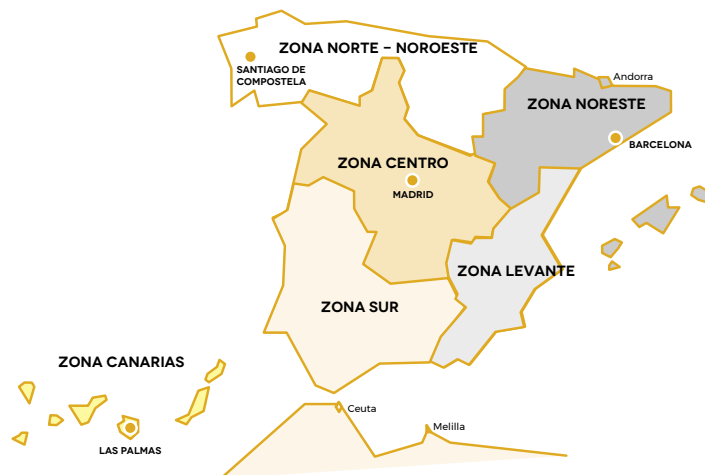 ZONA NORTE – NOROESTE
SANTIAGO DE
COMPOSTELA
Andorra
ZONA NORESTE
BARCELONA
ZONA CENTRO
MADRID
ZONA LEVANTE
ZONA SUR
ZONA CANARIAS
Ceuta
Melilla
LAS PALMAS